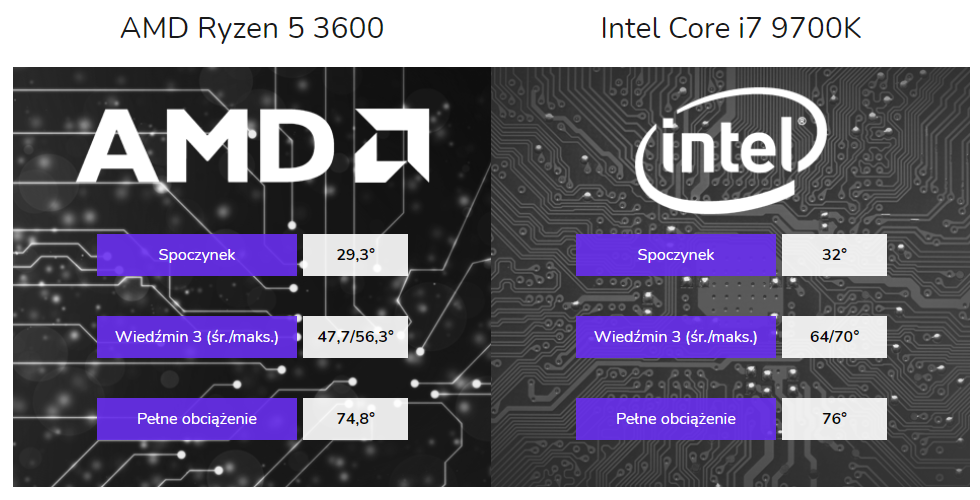 AMD Ryzen 5 3600
Intel Core i7 9700K
AMD
intel®
Spoczynek 29,3°
Wiedźmin 3 (śr./maks.) 47,7/56,3°
Pełne obciążenie 74,8°
Spoczynek 32°
Wiedźmin 3 (śr./maks.) 64/70°
Pełne obciążenie 76°